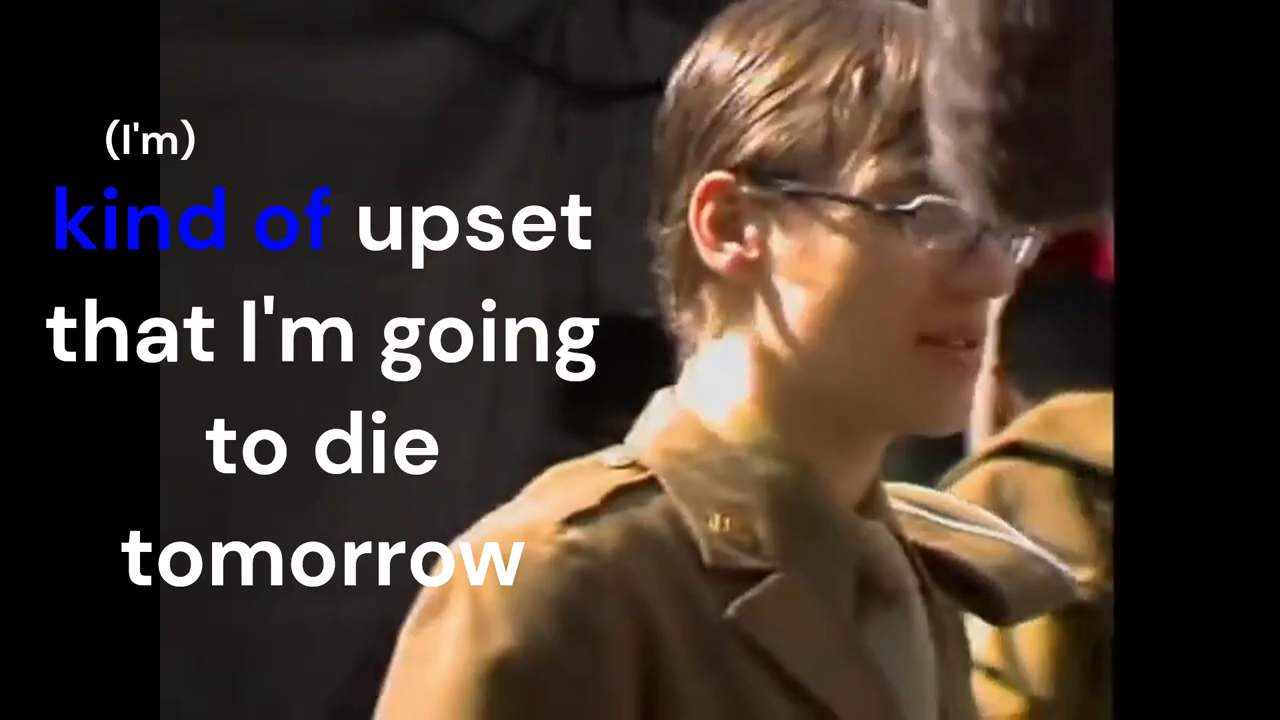 (I'm)
kind of upset
that I'm going
to die
tomorrow